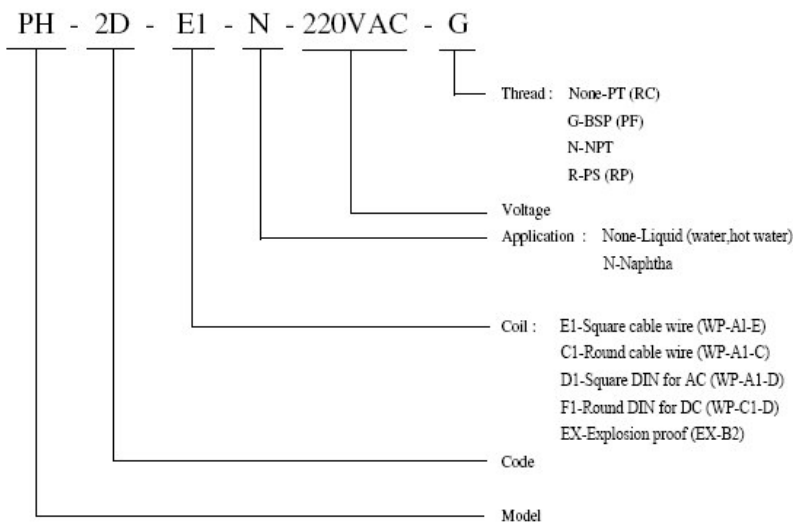 PH - 2D - E1 - N - 220VAC - G
Thread : None-PT (RC)
G-BSP (PF)
N-NPT
R-PS (RP)
Voltage
Application : None-Liquid (water,hot water)
N-Naphtha
Coil : E1-Square cable wire (WP-A1-E)
C1-Round cable wire (WP-A1-C)
D1-Square DIN for AC (WP-A1-D)
F1-Round DIN for DC (WP-C1-D)
EX-Explosion proof (EX-B2)
Code
Model